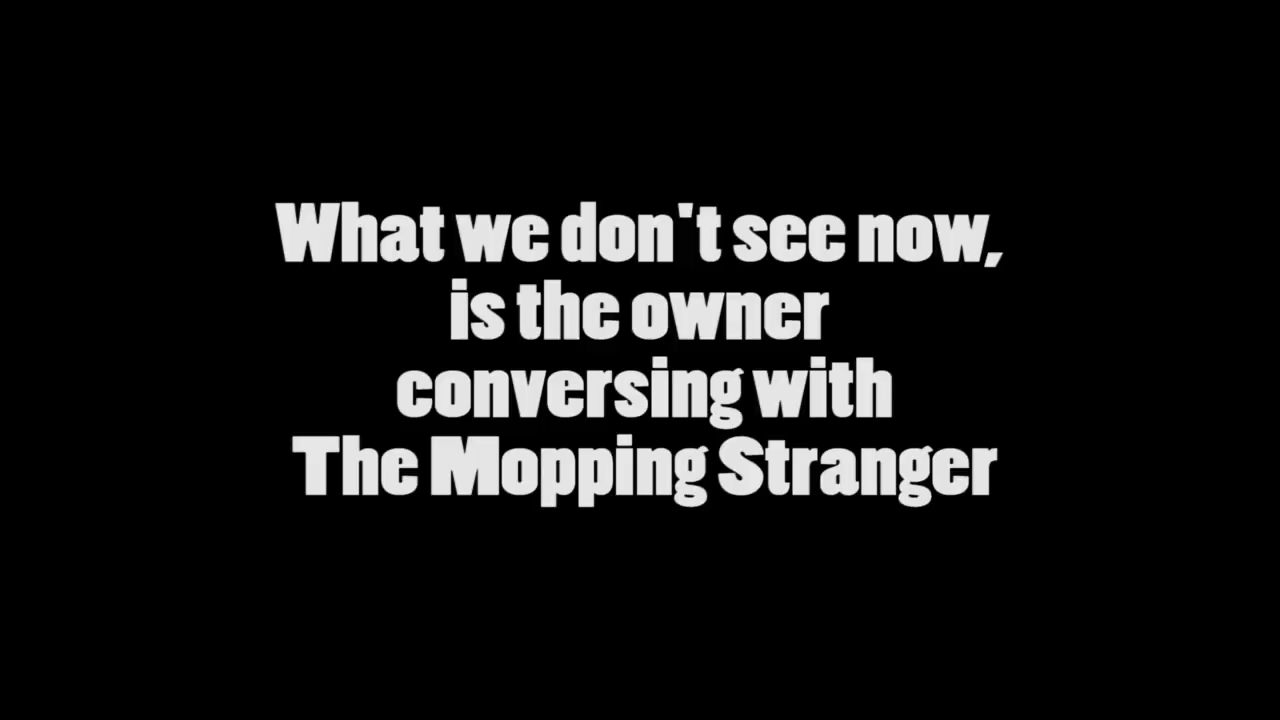 What we don't see now,
is the owner
conversing with
The Mopping Stranger